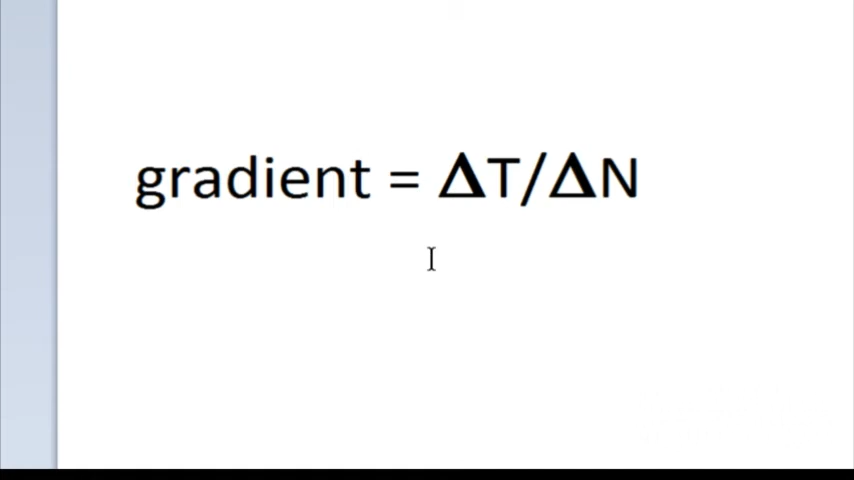 gradient = ΔT/ΔN